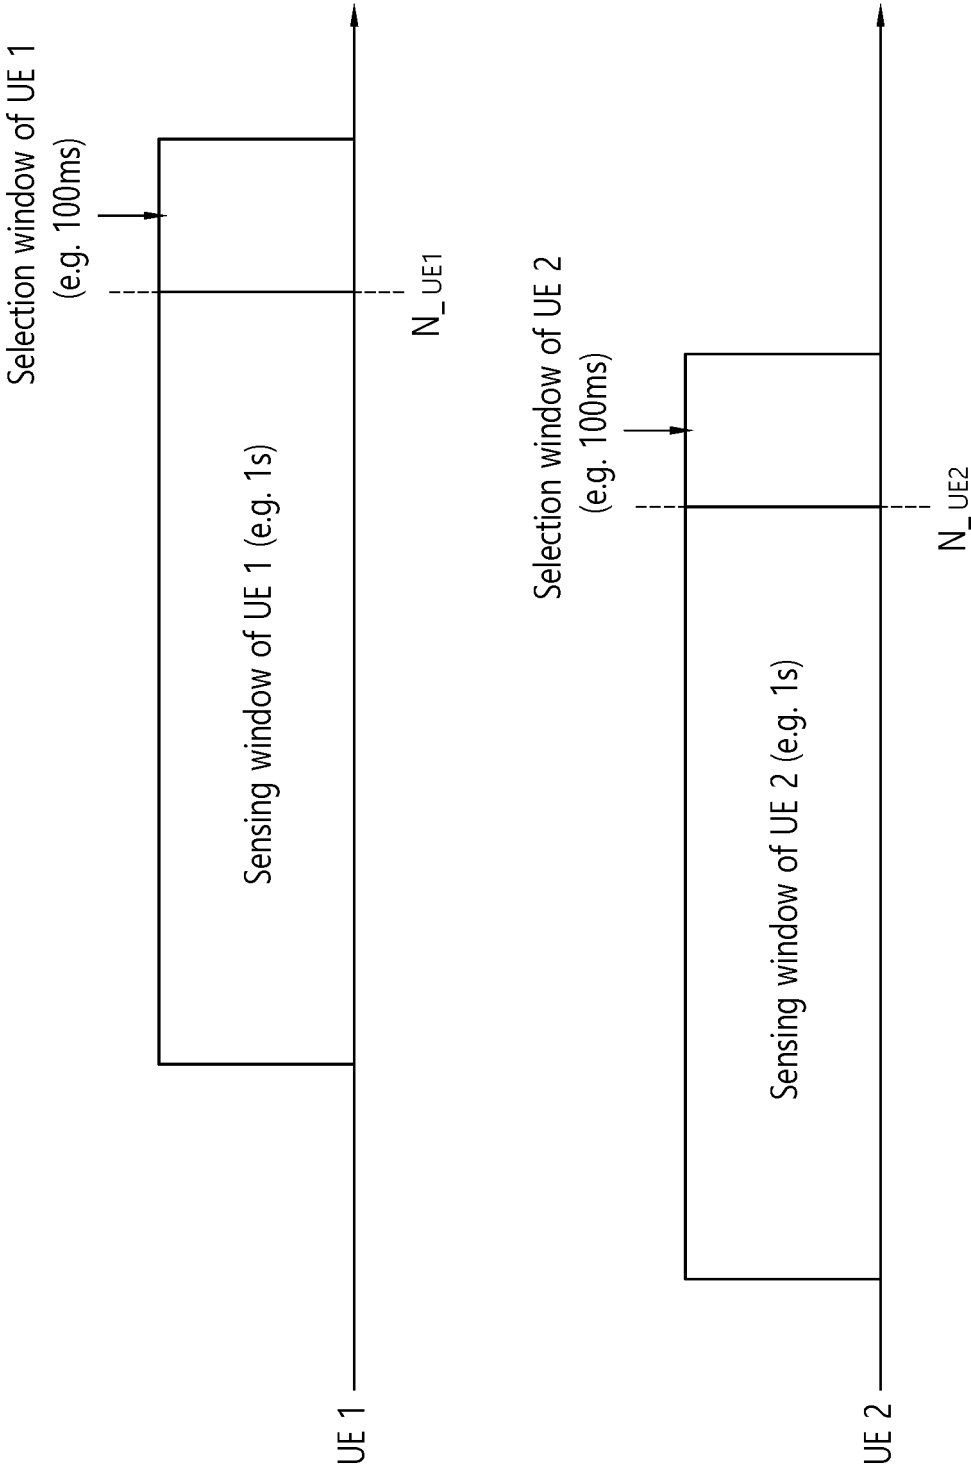 Selection window of UE 1
(e.g. 100ms)
Sensing window of UE 1 (e.g. 1s)
N_UE1
UE 1
Selection window of UE 2
(e.g. 100ms)
Sensing window of UE 2 (e.g. 1s)
N_UE2
UE 2